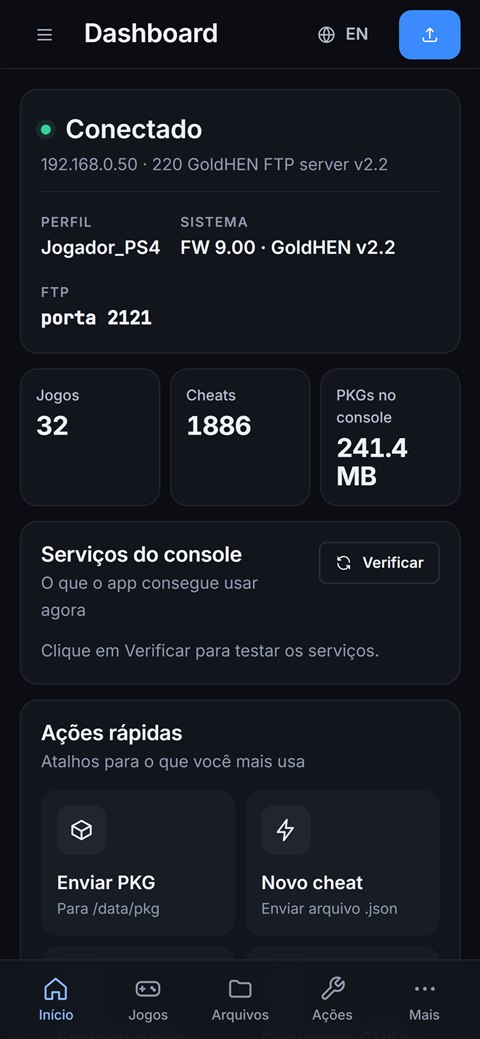 Dashboard
EN
Conectado
192.168.0.50 · 220 GoldHEN FTP server v2.2
PERFIL
Jogador_PS4
SISTEMA
FW 9.00 · GoldHEN v2.2
FTP
porta 2121
Jogos
32
Cheats
1886
PKGs no
console
241.4
MB
Serviços do console
O que o app consegue usar
agora
Verificar
Clique em Verificar para testar os serviços.
Ações rápidas
Atalhos para o que você mais usa
Enviar PKG
Para /data/pkg
Novo cheat
Enviar arquivo .json
Início
Jogos
Arquivos
Ações
Mais